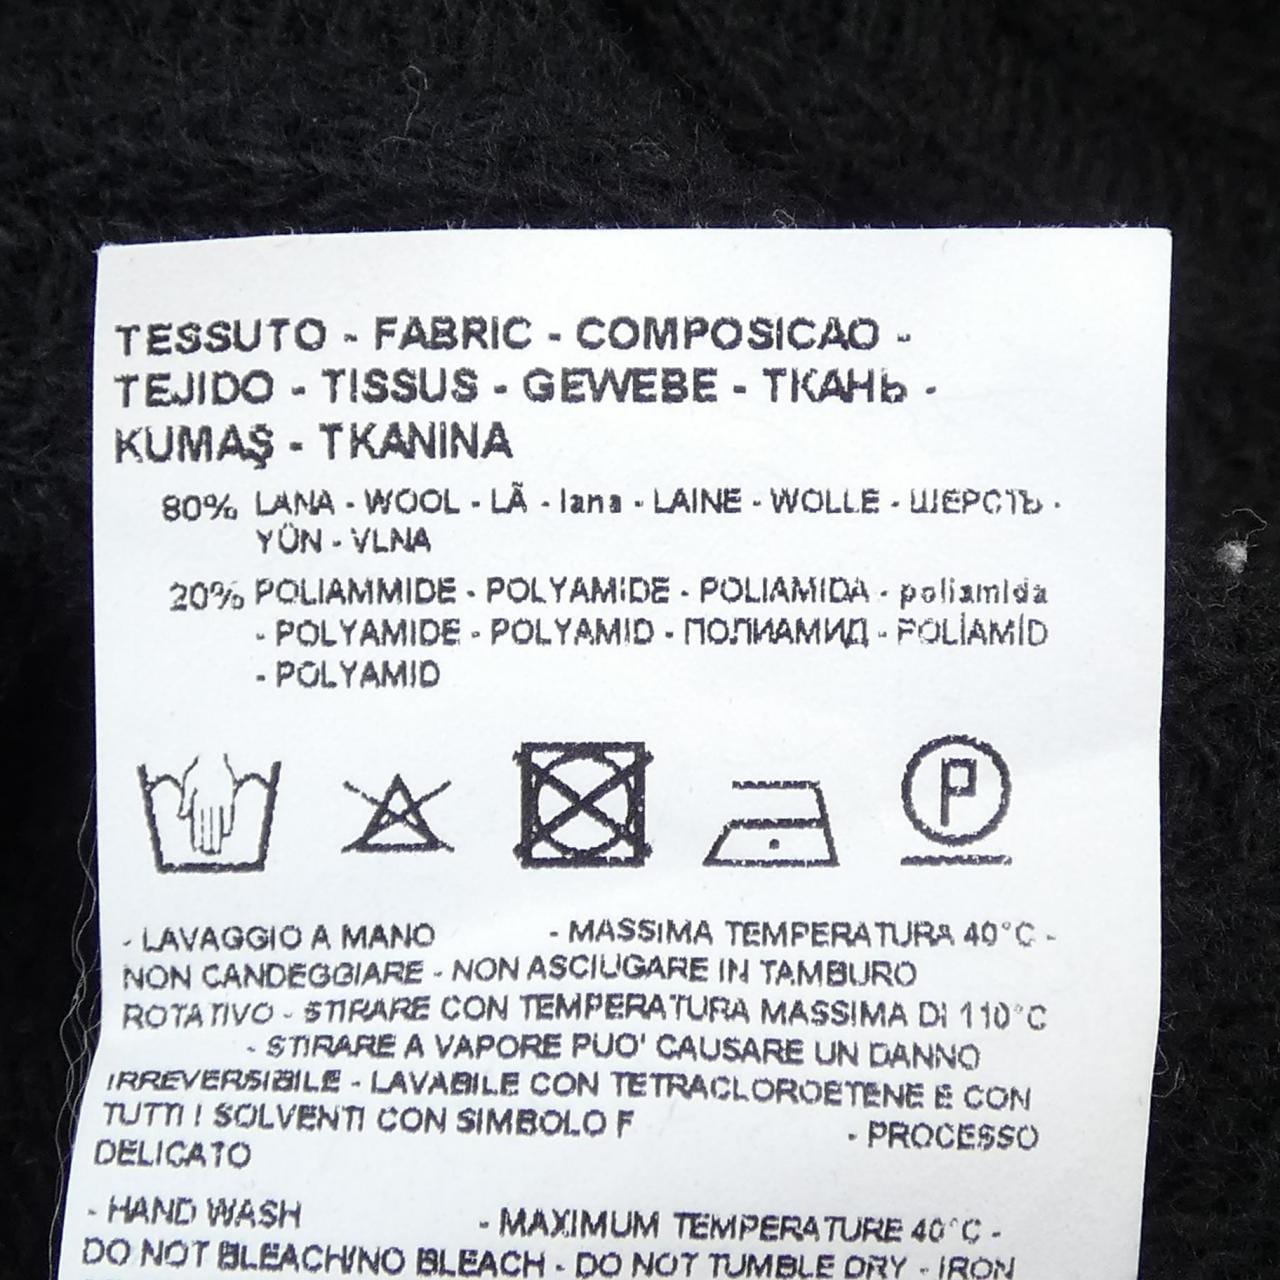 TESSUTO - FABRIC - COMPOSICAO -
TEJIDO - TISSUS - GEWEBE - ТКАНЬ -
KUMAŞ - TKANINA
80% LANA - WOOL - LÃ - lana - LAINE - WOLLE - ШЕРСТЬ -
YÜN - VLNA
20% POLIAMMIDE - POLYAMIDE - POLIAMIDA - poliamida
- POLYAMIDE - POLYAMID - ПОЛИАМИД - POLİAMİD
- POLYAMID
P
- LAVAGGIO A MANO - MASSIMA TEMPERATURA 40°C -
NON CANDEGGIARE - NON ASCIUGARE IN TAMBURO
ROTATIVO - STIRARE CON TEMPERATURA MASSIMA DI 110°C
- STIRARE A VAPORE PUO' CAUSARE UN DANNO
IRREVERSIBILE - LAVABILE CON TETRACLOROETENE E CON
TUTTI I SOLVENTI CON SIMBOLO F - PROCESSO
DELICATO
- HAND WASH - MAXIMUM TEMPERATURE 40°C -
DO NOT BLEACH/NO BLEACH - DO NOT TUMBLE DRY - IRON